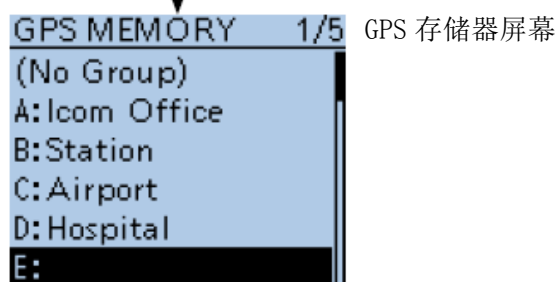 GPS MEMORY 1/5 GPS 存储器屏幕
(No Group)
A:Icom Office
B:Station
C:Airport
D:Hospital
E: